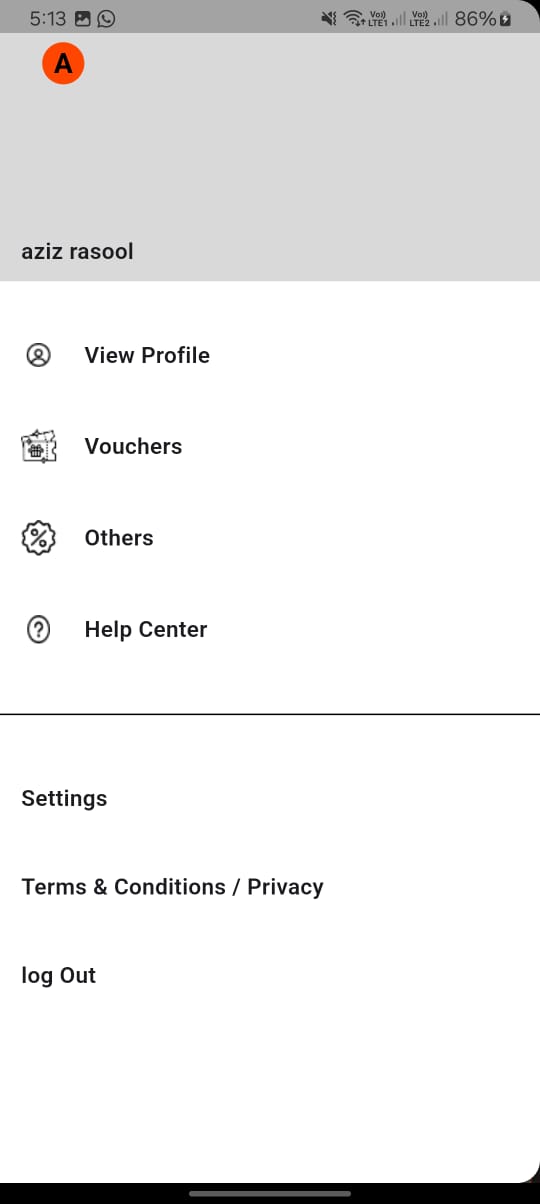 5:13 Vo) LTE1 Vo) LTE2 86%
A
aziz rasool
View Profile
Vouchers
% Others
? Help Center
Settings
Terms & Conditions / Privacy
log Out